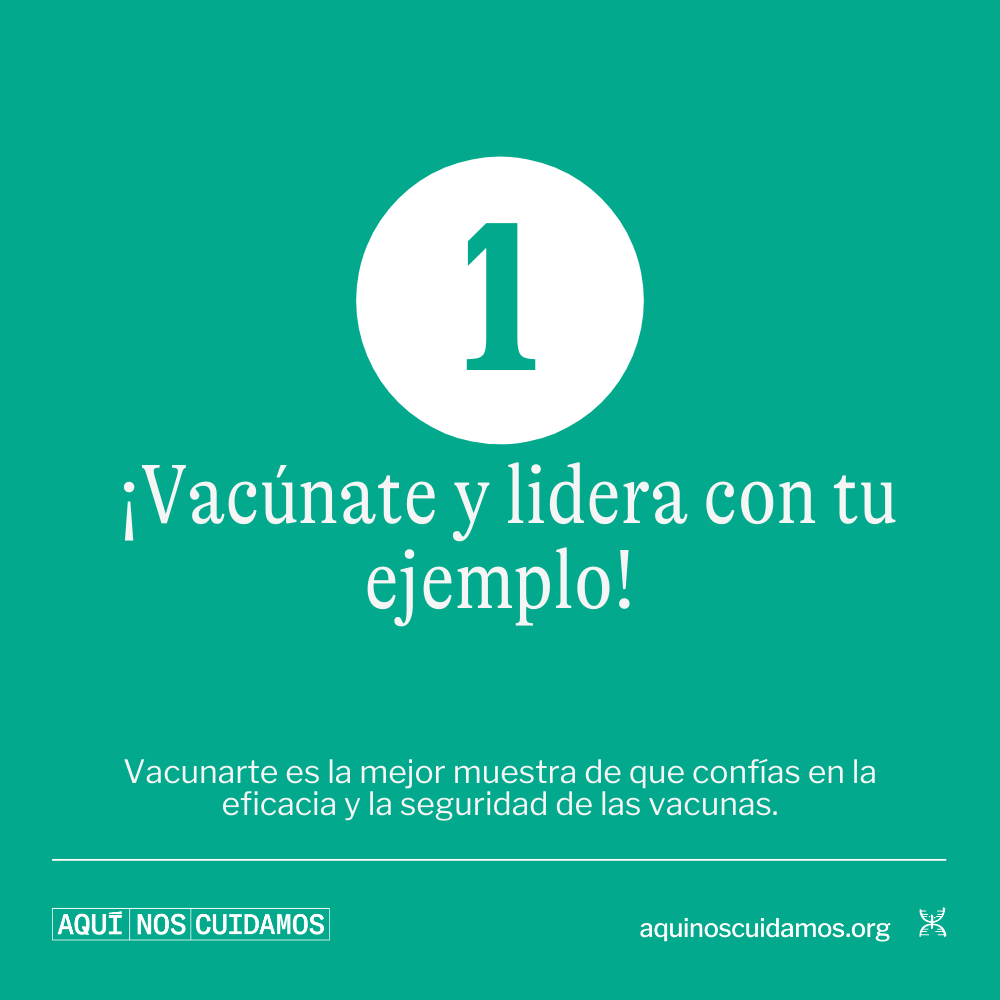 1
¡Vacúnate y lidera con tu
ejemplo!
Vacunarte es la mejor muestra de que confías en la
eficacia y la seguridad de las vacunas.
AQUÍ NOS CUIDAMOS
aquinoscuidamos.org